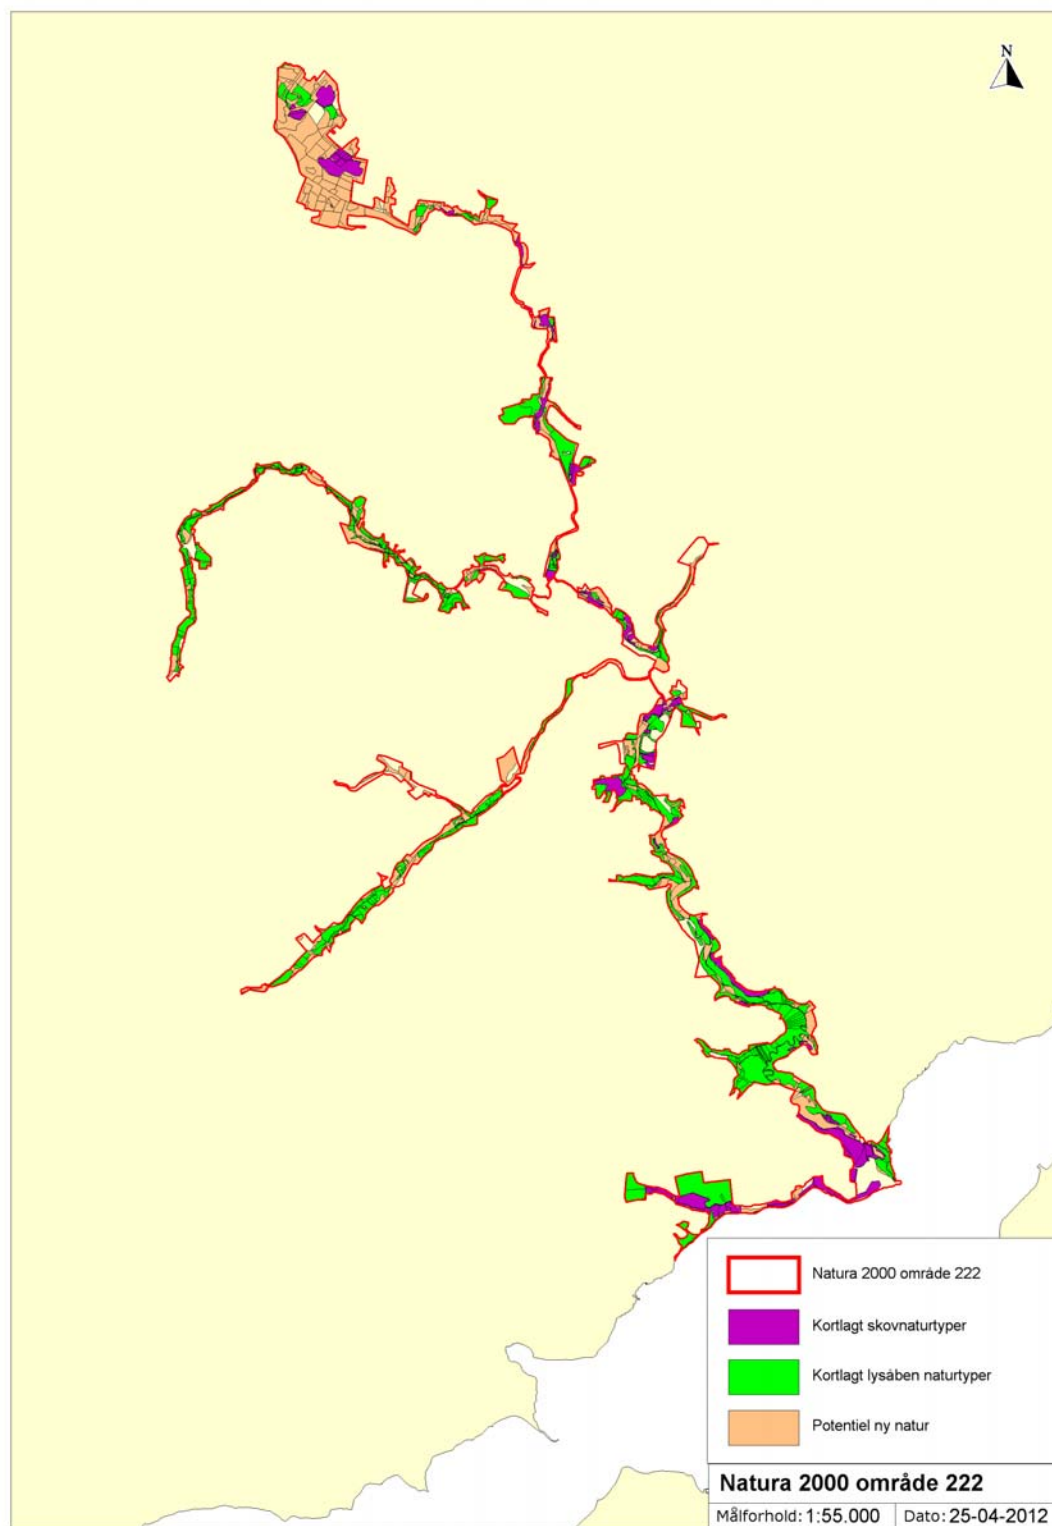 N
Natura 2000 område 222
Kortlagt skovnaturtyper
Kortlagt lysåben naturtyper
Potentiel ny natur
Natura 2000 område 222
Målforhold: 1:55.000 Dato: 25-04-2012